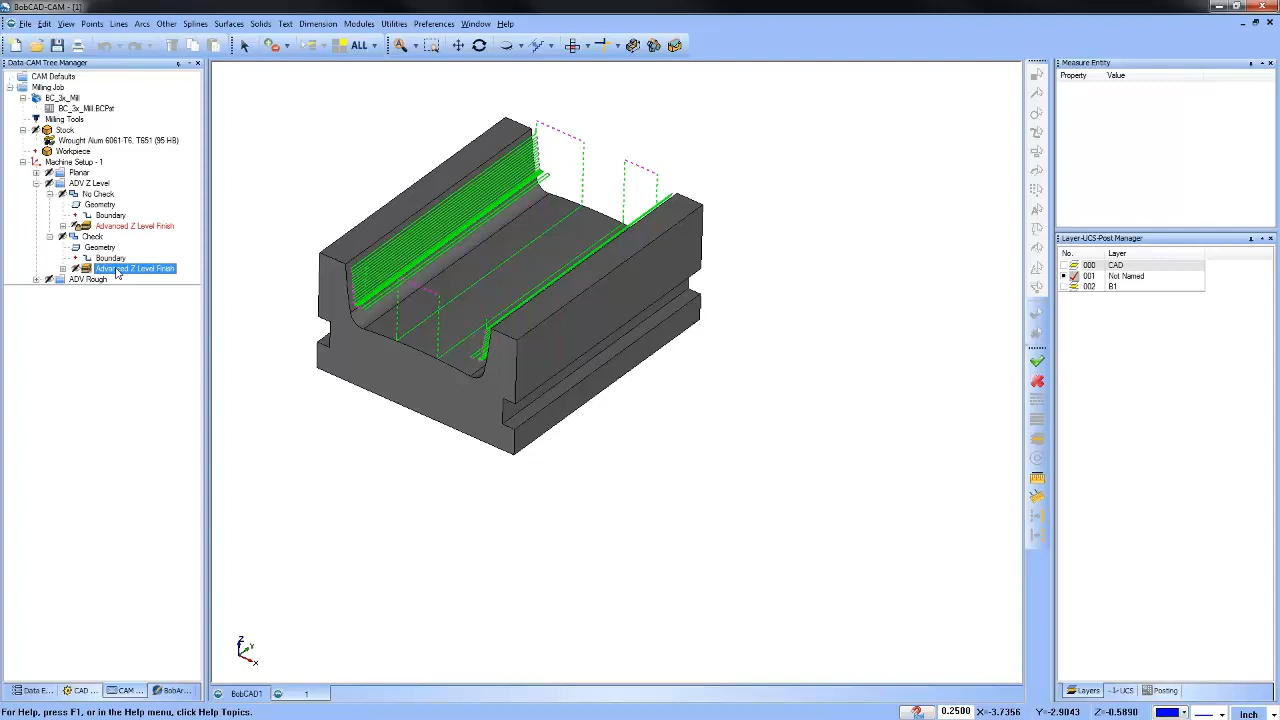 BobCAD-CAM - [1]
File Edit View Points Lines Arcs Other Splines Surfaces Solids Text Dimension Modules Utilities Preferences Window Help
ALL
Data-CAM Tree Manager
CAM Defaults
Milling Job
BC_3x_Mill
BC_3x_Mill.BCPst
Milling Tools
Stock
Wrought Alum 6061-T6, T651 (95 HB)
Workpiece
Machine Setup - 1
Planar
ADV Z Level
No Check
Geometry
Boundary
Advanced Z Level Finish
Check
Geometry
Boundary
Advanced Z Level Finish
ADV Rough
Measure Entity
Property Value
Layer-UCS-Post Manager
No. Layer
000 CAD
001 Not Named
002 B1
Z
Y
X
Data E... CAD ... CAM ... BobAr...
BobCAD1 1
Layers UCS Posting
For Help, press F1, or in the Help menu, click Help Topics. 0.2500 X=-3.7356 Y=-2.9043 Z=-0.5890 Inch